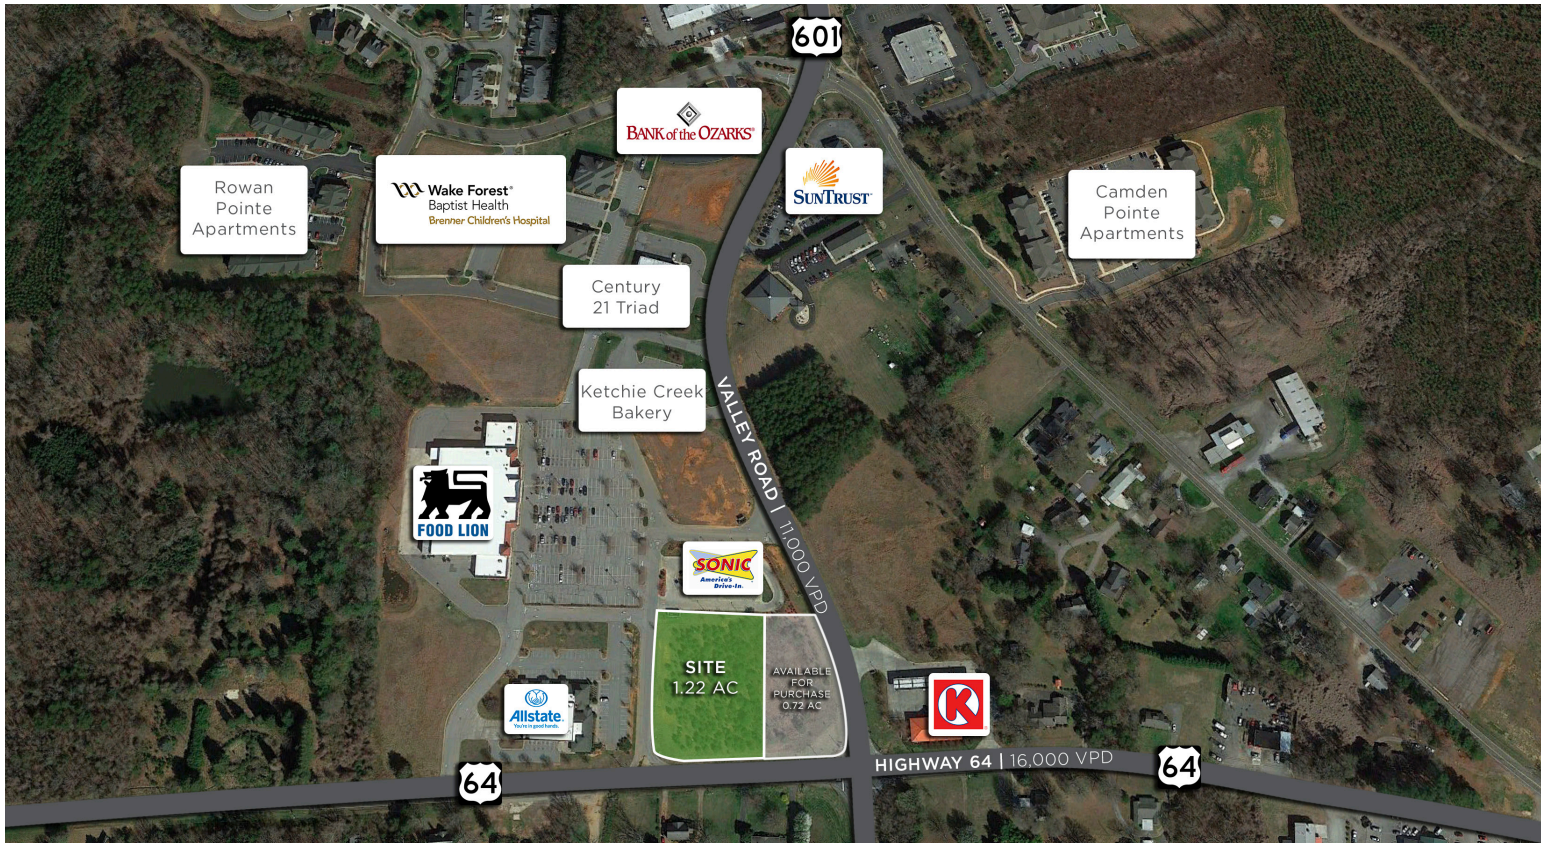 601
BANK of the OZARKS®
SUNTRUST
Rowan
Pointe
Apartments
Wake Forest®
Baptist Health
Brenner Children's Hospital
Camden
Pointe
Apartments
Century
21 Triad
Ketchie Creek
Bakery
VALLEY ROAD | 11,000 VPD
FOOD LION
SONIC
America's
Drive-In.
SITE
1.22 AC
AVAILABLE
FOR
PURCHASE
0.72 AC
Allstate
You're in good hands.
K
HIGHWAY 64 | 16,000 VPD
64
64